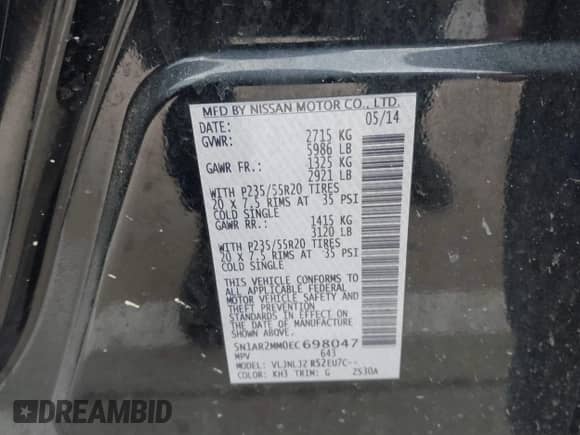 MFD BY NISSAN MOTOR CO., LTD.
DATE: 05/14
GVWR: 2715 KG
5986 LB
GAWR FR.: 1325 KG
2921 LB
WITH P235/55R20 TIRES
20 x 7.5 RIMS AT 35 PSI
COLD SINGLE
GAWR RR.: 1415 KG
3120 LB
WITH P235/55R20 TIRES
20 x 7.5 RIMS AT 35 PSI
COLD SINGLE
THIS VEHICLE CONFORMS TO
ALL APPLICABLE FEDERAL
MOTOR VEHICLE SAFETY AND
THEFT PREVENTION
STANDARDS IN EFFECT ON
THE DATE OF MANUFACTURE
SHOWN ABOVE.
5N1AR2MM0EC698047
MPV 643
MODEL: VLJNLJZ R52EU7C--
COLOR: KH3 TRIM: G ZS30A
DREAMBID